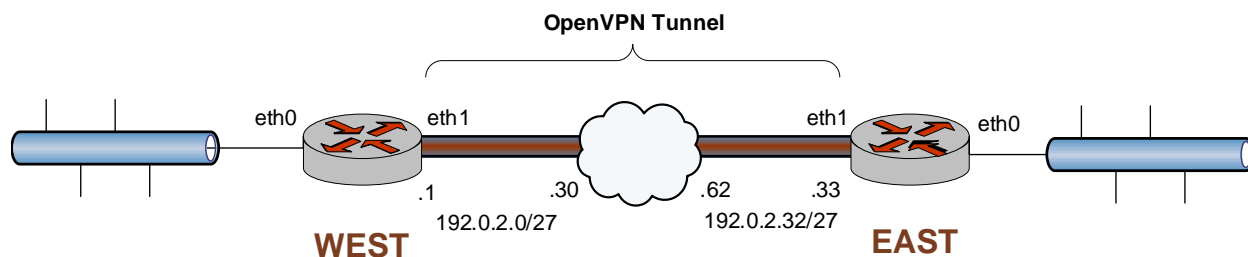 OpenVPN Tunnel
eth0
eth1
eth1
eth0
.1
.30
.62
.33
192.0.2.0/27
192.0.2.32/27
WEST
EAST